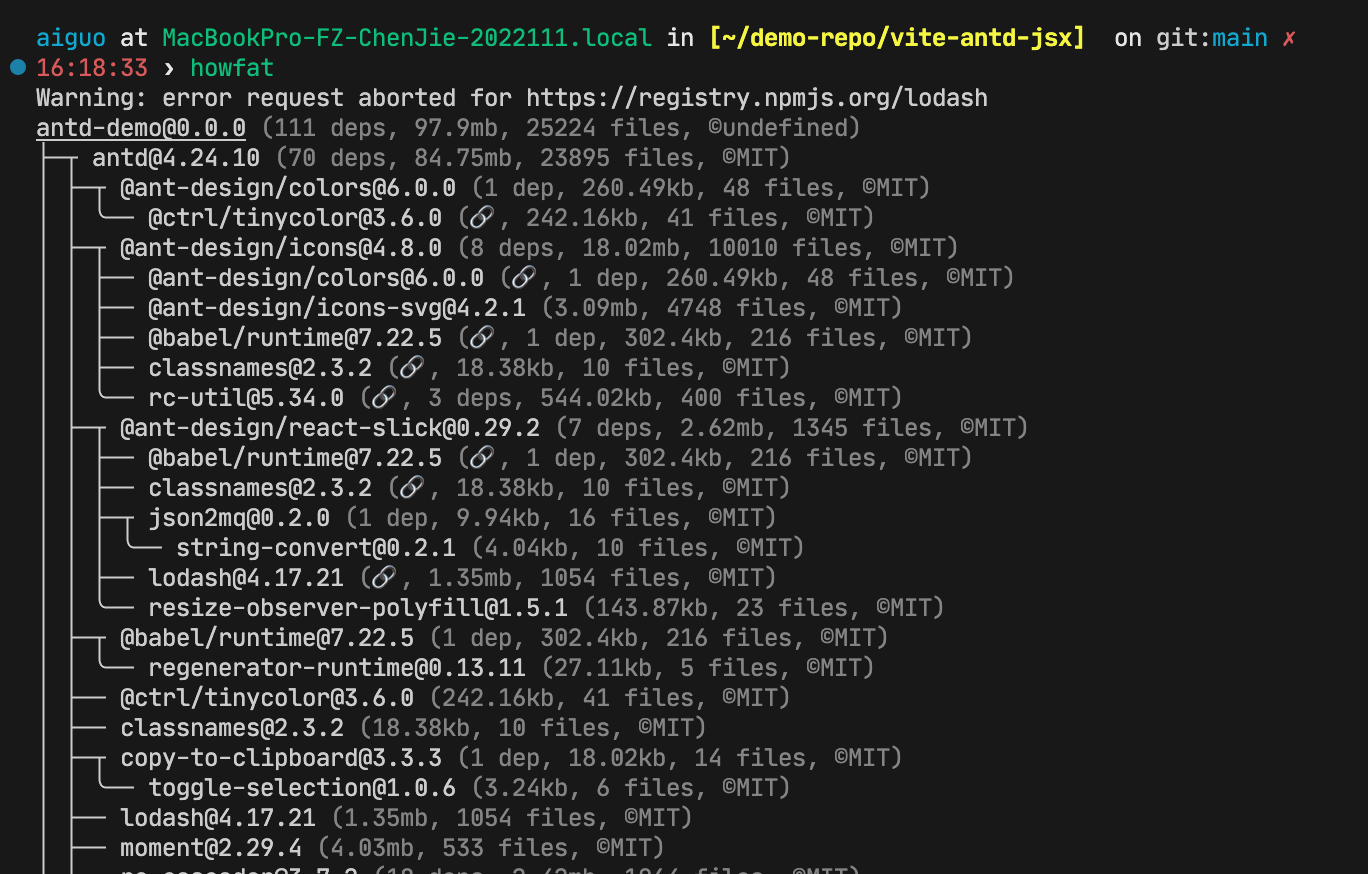 aiguo at MacBookPro-FZ-ChenJie-2022111.local in [~/demo-repo/vite-antd-jsx]  on git:main ✗
16:18:33 › howfat
Warning: error request aborted for https://registry.npmjs.org/lodash
antd-demo@0.0.0 (111 deps, 97.9mb, 25224 files, ©undefined)
antd@4.24.10 (70 deps, 84.75mb, 23895 files, ©MIT)
@ant-design/colors@6.0.0 (1 dep, 260.49kb, 48 files, ©MIT)
@ctrl/tinycolor@3.6.0 (🔗, 242.16kb, 41 files, ©MIT)
@ant-design/icons@4.8.0 (8 deps, 18.02mb, 10010 files, ©MIT)
@ant-design/colors@6.0.0 (🔗, 1 dep, 260.49kb, 48 files, ©MIT)
@ant-design/icons-svg@4.2.1 (3.09mb, 4748 files, ©MIT)
@babel/runtime@7.22.5 (🔗, 1 dep, 302.4kb, 216 files, ©MIT)
classnames@2.3.2 (🔗, 18.38kb, 10 files, ©MIT)
rc-util@5.34.0 (🔗, 3 deps, 544.02kb, 400 files, ©MIT)
@ant-design/react-slick@0.29.2 (7 deps, 2.62mb, 1345 files, ©MIT)
@babel/runtime@7.22.5 (🔗, 1 dep, 302.4kb, 216 files, ©MIT)
classnames@2.3.2 (🔗, 18.38kb, 10 files, ©MIT)
json2mq@0.2.0 (1 dep, 9.94kb, 16 files, ©MIT)
string-convert@0.2.1 (4.04kb, 10 files, ©MIT)
lodash@4.17.21 (🔗, 1.35mb, 1054 files, ©MIT)
resize-observer-polyfill@1.5.1 (143.87kb, 23 files, ©MIT)
@babel/runtime@7.22.5 (1 dep, 302.4kb, 216 files, ©MIT)
regenerator-runtime@0.13.11 (27.11kb, 5 files, ©MIT)
@ctrl/tinycolor@3.6.0 (242.16kb, 41 files, ©MIT)
classnames@2.3.2 (18.38kb, 10 files, ©MIT)
copy-to-clipboard@3.3.3 (1 dep, 18.02kb, 14 files, ©MIT)
toggle-selection@1.0.6 (3.24kb, 6 files, ©MIT)
lodash@4.17.21 (1.35mb, 1054 files, ©MIT)
moment@2.29.4 (4.03mb, 533 files, ©MIT)